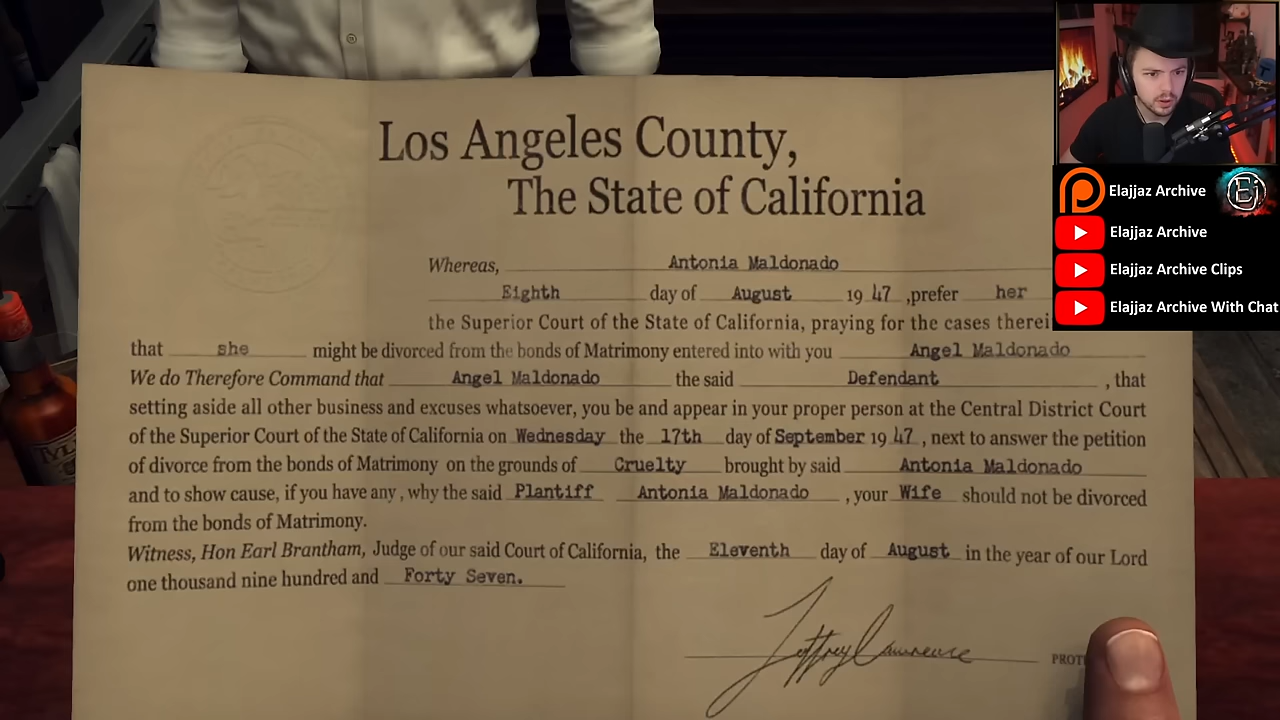 Los Angeles County,
The State of California
Whereas, Antonia Maldonado
Eighth day of August 19 47 ,prefer her
the Superior Court of the State of California, praying for the cases therei
that she might be divorced from the bonds of Matrimony entered into with you Angel Maldonado
We do Therefore Command that Angel Maldonado the said Defendant , that
setting aside all other business and excuses whatsoever, you be and appear in your proper person at the Central District Court
of the Superior Court of the State of California on Wednesday the 17th day of September 19 47 , next to answer the petition
of divorce from the bonds of Matrimony on the grounds of Cruelty brought by said Antonia Maldonado
and to show cause, if you have any , why the said Plantiff Antonia Maldonado , your Wife should not be divorced
from the bonds of Matrimony.
Witness, Hon Earl Brantham, Judge of our said Court of California, the Eleventh day of August in the year of our Lord
one thousand nine hundred and Forty Seven.
Jeffrey Lawrence
PROT
Elajjaz Archive
Ej
Elajjaz Archive
Elajjaz Archive Clips
Elajjaz Archive With Chat